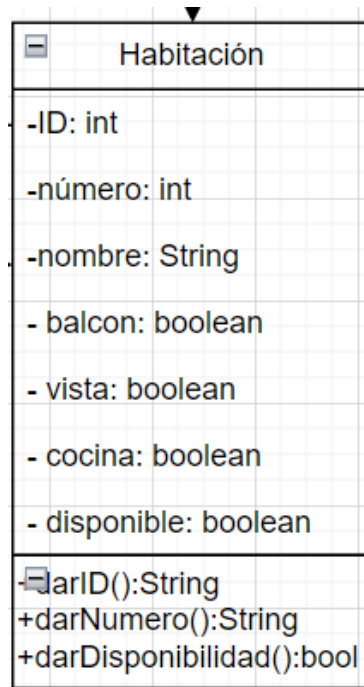 Habitación
-ID: int
-número: int
-nombre: String
- balcon: boolean
- vista: boolean
- cocina: boolean
- disponible: boolean
+darID():String
+darNumero():String
+darDisponibilidad():bool